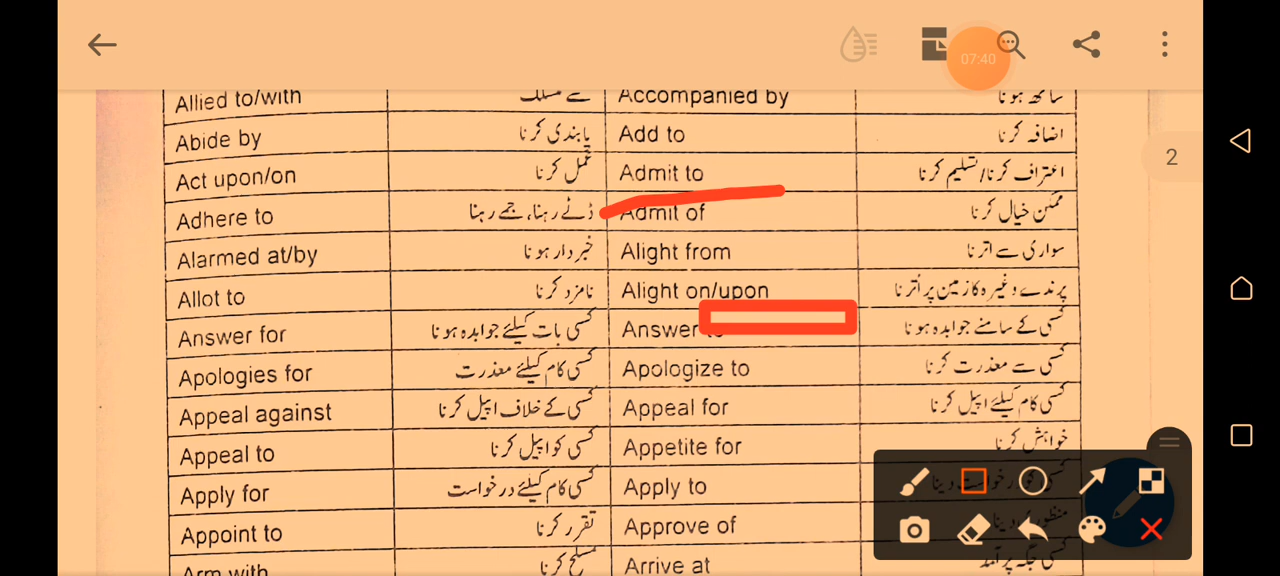 07:40
2
Allied to/with سے منسلک Accompanied by ساتھ ہونا
Abide by پابندی کرنا Add to اضافہ کرنا
Act upon/on عمل کرنا Admit to اعتراف کرنا/تسلیم کرنا
Adhere to ڈٹے رہنا، جمے رہنا Admit of ممکن خیال کرنا
Alarmed at/by خبردار ہونا Alight from سواری سے اترنا
Allot to نامزد کرنا Alight on/upon پرندے وغیرہ کا زمین پر اُترنا
Answer for کسی بات کیلئے جوابدہ ہونا Answer to کسی کے سامنے جوابدہ ہونا
Apologies for کسی کام کیلئے معذرت Apologize to کسی سے معذرت کرنا
Appeal against کسی کے خلاف اپیل کرنا Appeal for کسی کام کیلئے اپیل کرنا
Appeal to کسی کو اپیل کرنا Appetite for خواہش کرنا
Apply for کسی کام کیلئے درخواست Apply to
Appoint to تقرر کرنا Approve of
Arm with مسلح کرنا Arrive at